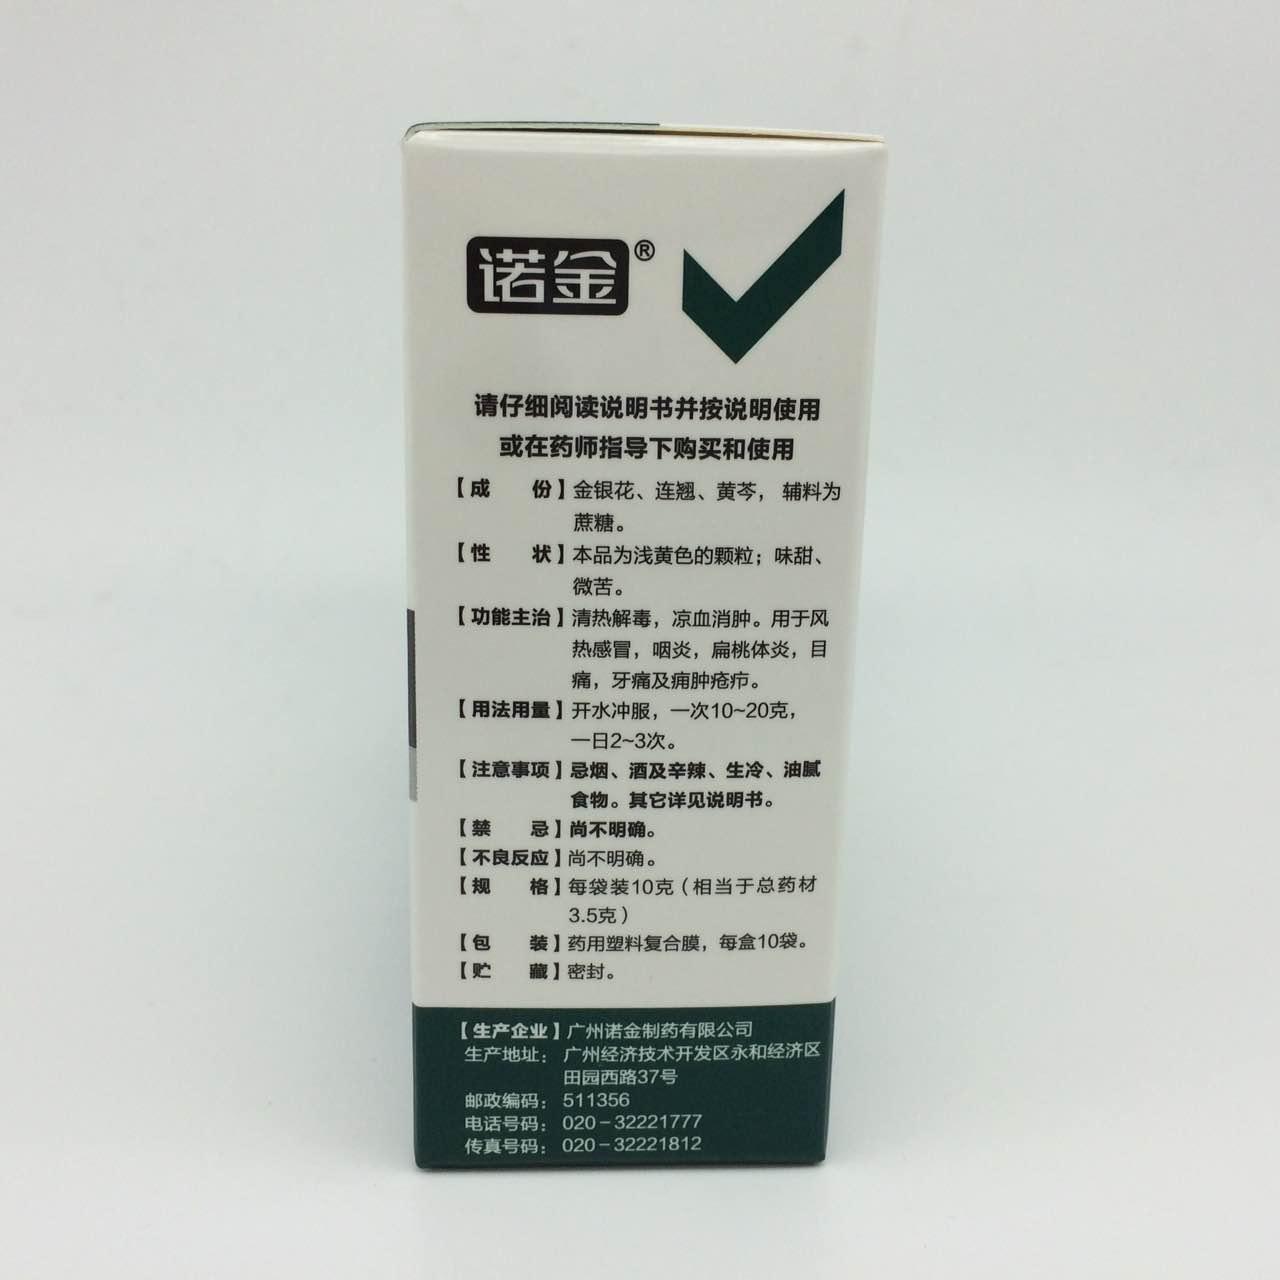 诺金®
请仔细阅读说明书并按说明使用
或在药师指导下购买和使用
【成份】金银花、连翘、黄芩，辅料为
蔗糖。
【性状】本品为浅黄色的颗粒；味甜、
微苦。
【功能主治】清热解毒，凉血消肿。用于风
热感冒，咽炎，扁桃体炎，目
痛，牙痛及痈肿疮疖。
【用法用量】开水冲服，一次10~20克，
一日2~3次。
【注意事项】忌烟、酒及辛辣、生冷、油腻
食物。其它详见说明书。
【禁忌】尚不明确。
【不良反应】尚不明确。
【规格】每袋装10克（相当于总药材
3.5克）
【包装】药用塑料复合膜，每盒10袋。
【贮藏】密封。
【生产企业】广州诺金制药有限公司
生产地址：广州经济技术开发区永和经济区
田园西路37号
邮政编码：511356
电话号码：020－32221777
传真号码：020－32221812